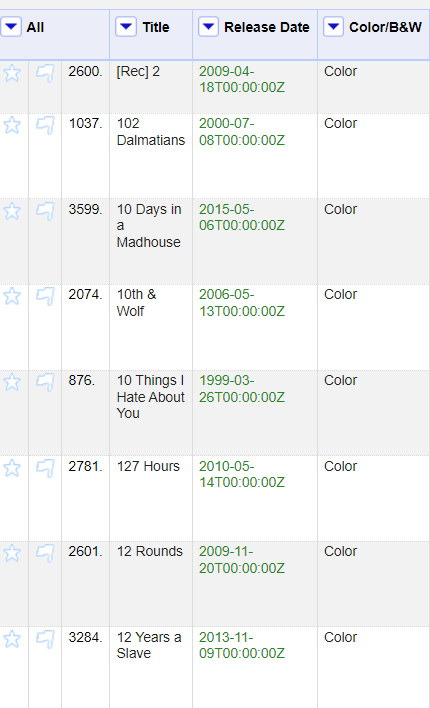 All Title Release Date Color/B&W
2600. [Rec] 2 2009-04- Color
18T00:00:00Z
1037. 102 2000-07- Color
Dalmatians 08T00:00:00Z
3599. 10 Days in 2015-05- Color
a 06T00:00:00Z
Madhouse
2074. 10th & 2006-05- Color
Wolf 13T00:00:00Z
876. 10 Things I 1999-03- Color
Hate About 26T00:00:00Z
You
2781. 127 Hours 2010-05- Color
14T00:00:00Z
2601. 12 Rounds 2009-11- Color
20T00:00:00Z
3284. 12 Years a 2013-11- Color
Slave 09T00:00:00Z